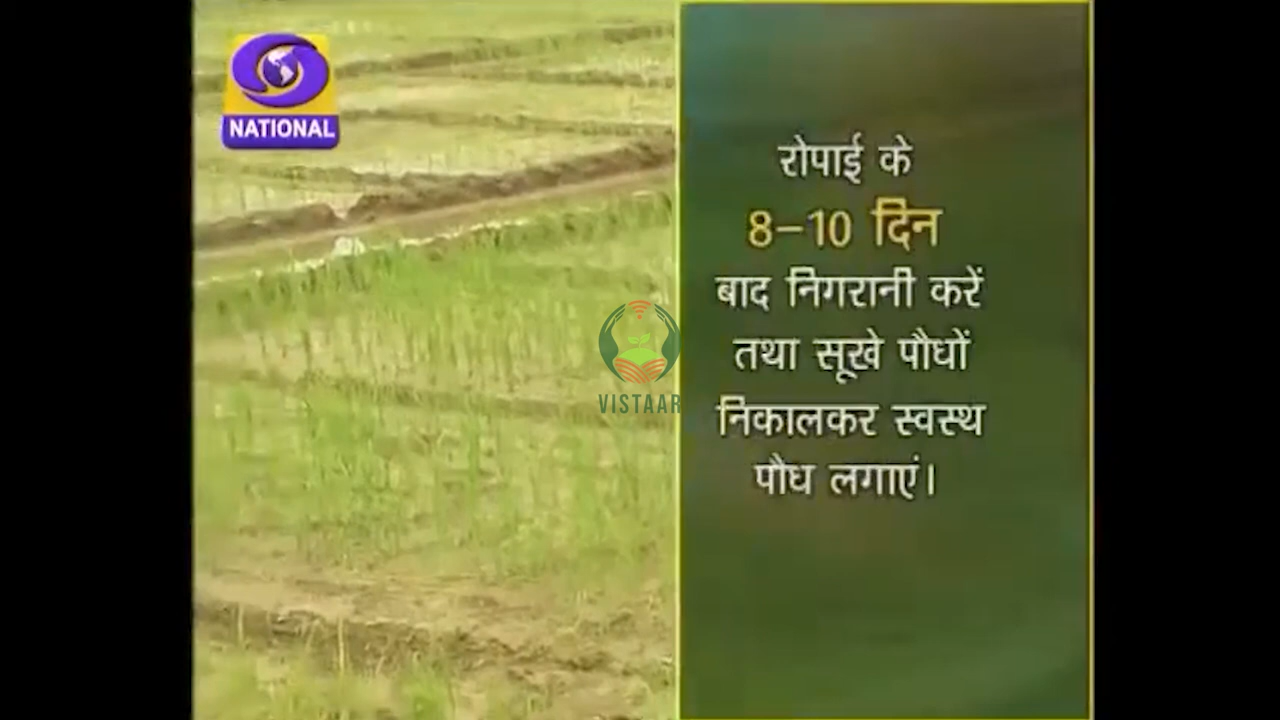 NATIONAL
रोपाई के
8–10 दिन
बाद निगरानी करें
तथा सूखे पौधों
निकालकर स्वस्थ
पौध लगाएं।
VISTAAR